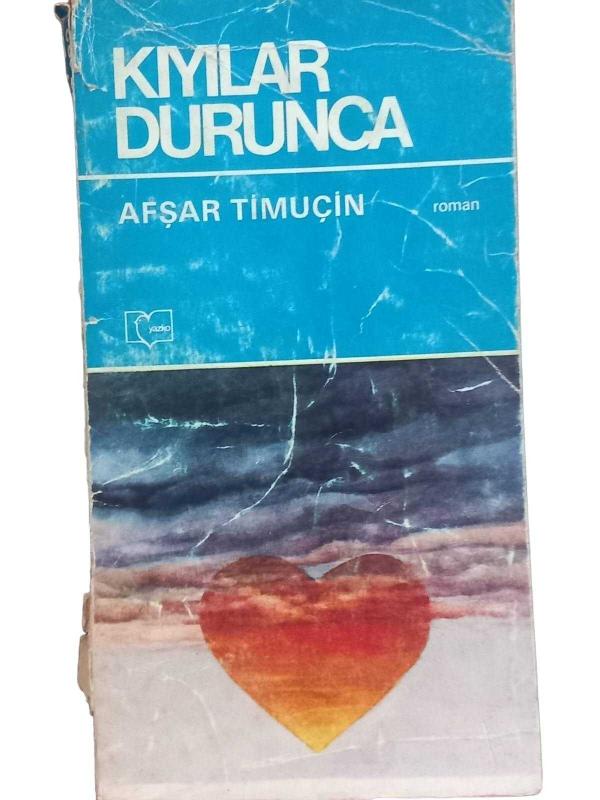 KIYILAR
DURUNCA
AFŞAR TİMUÇİN
roman
yazko